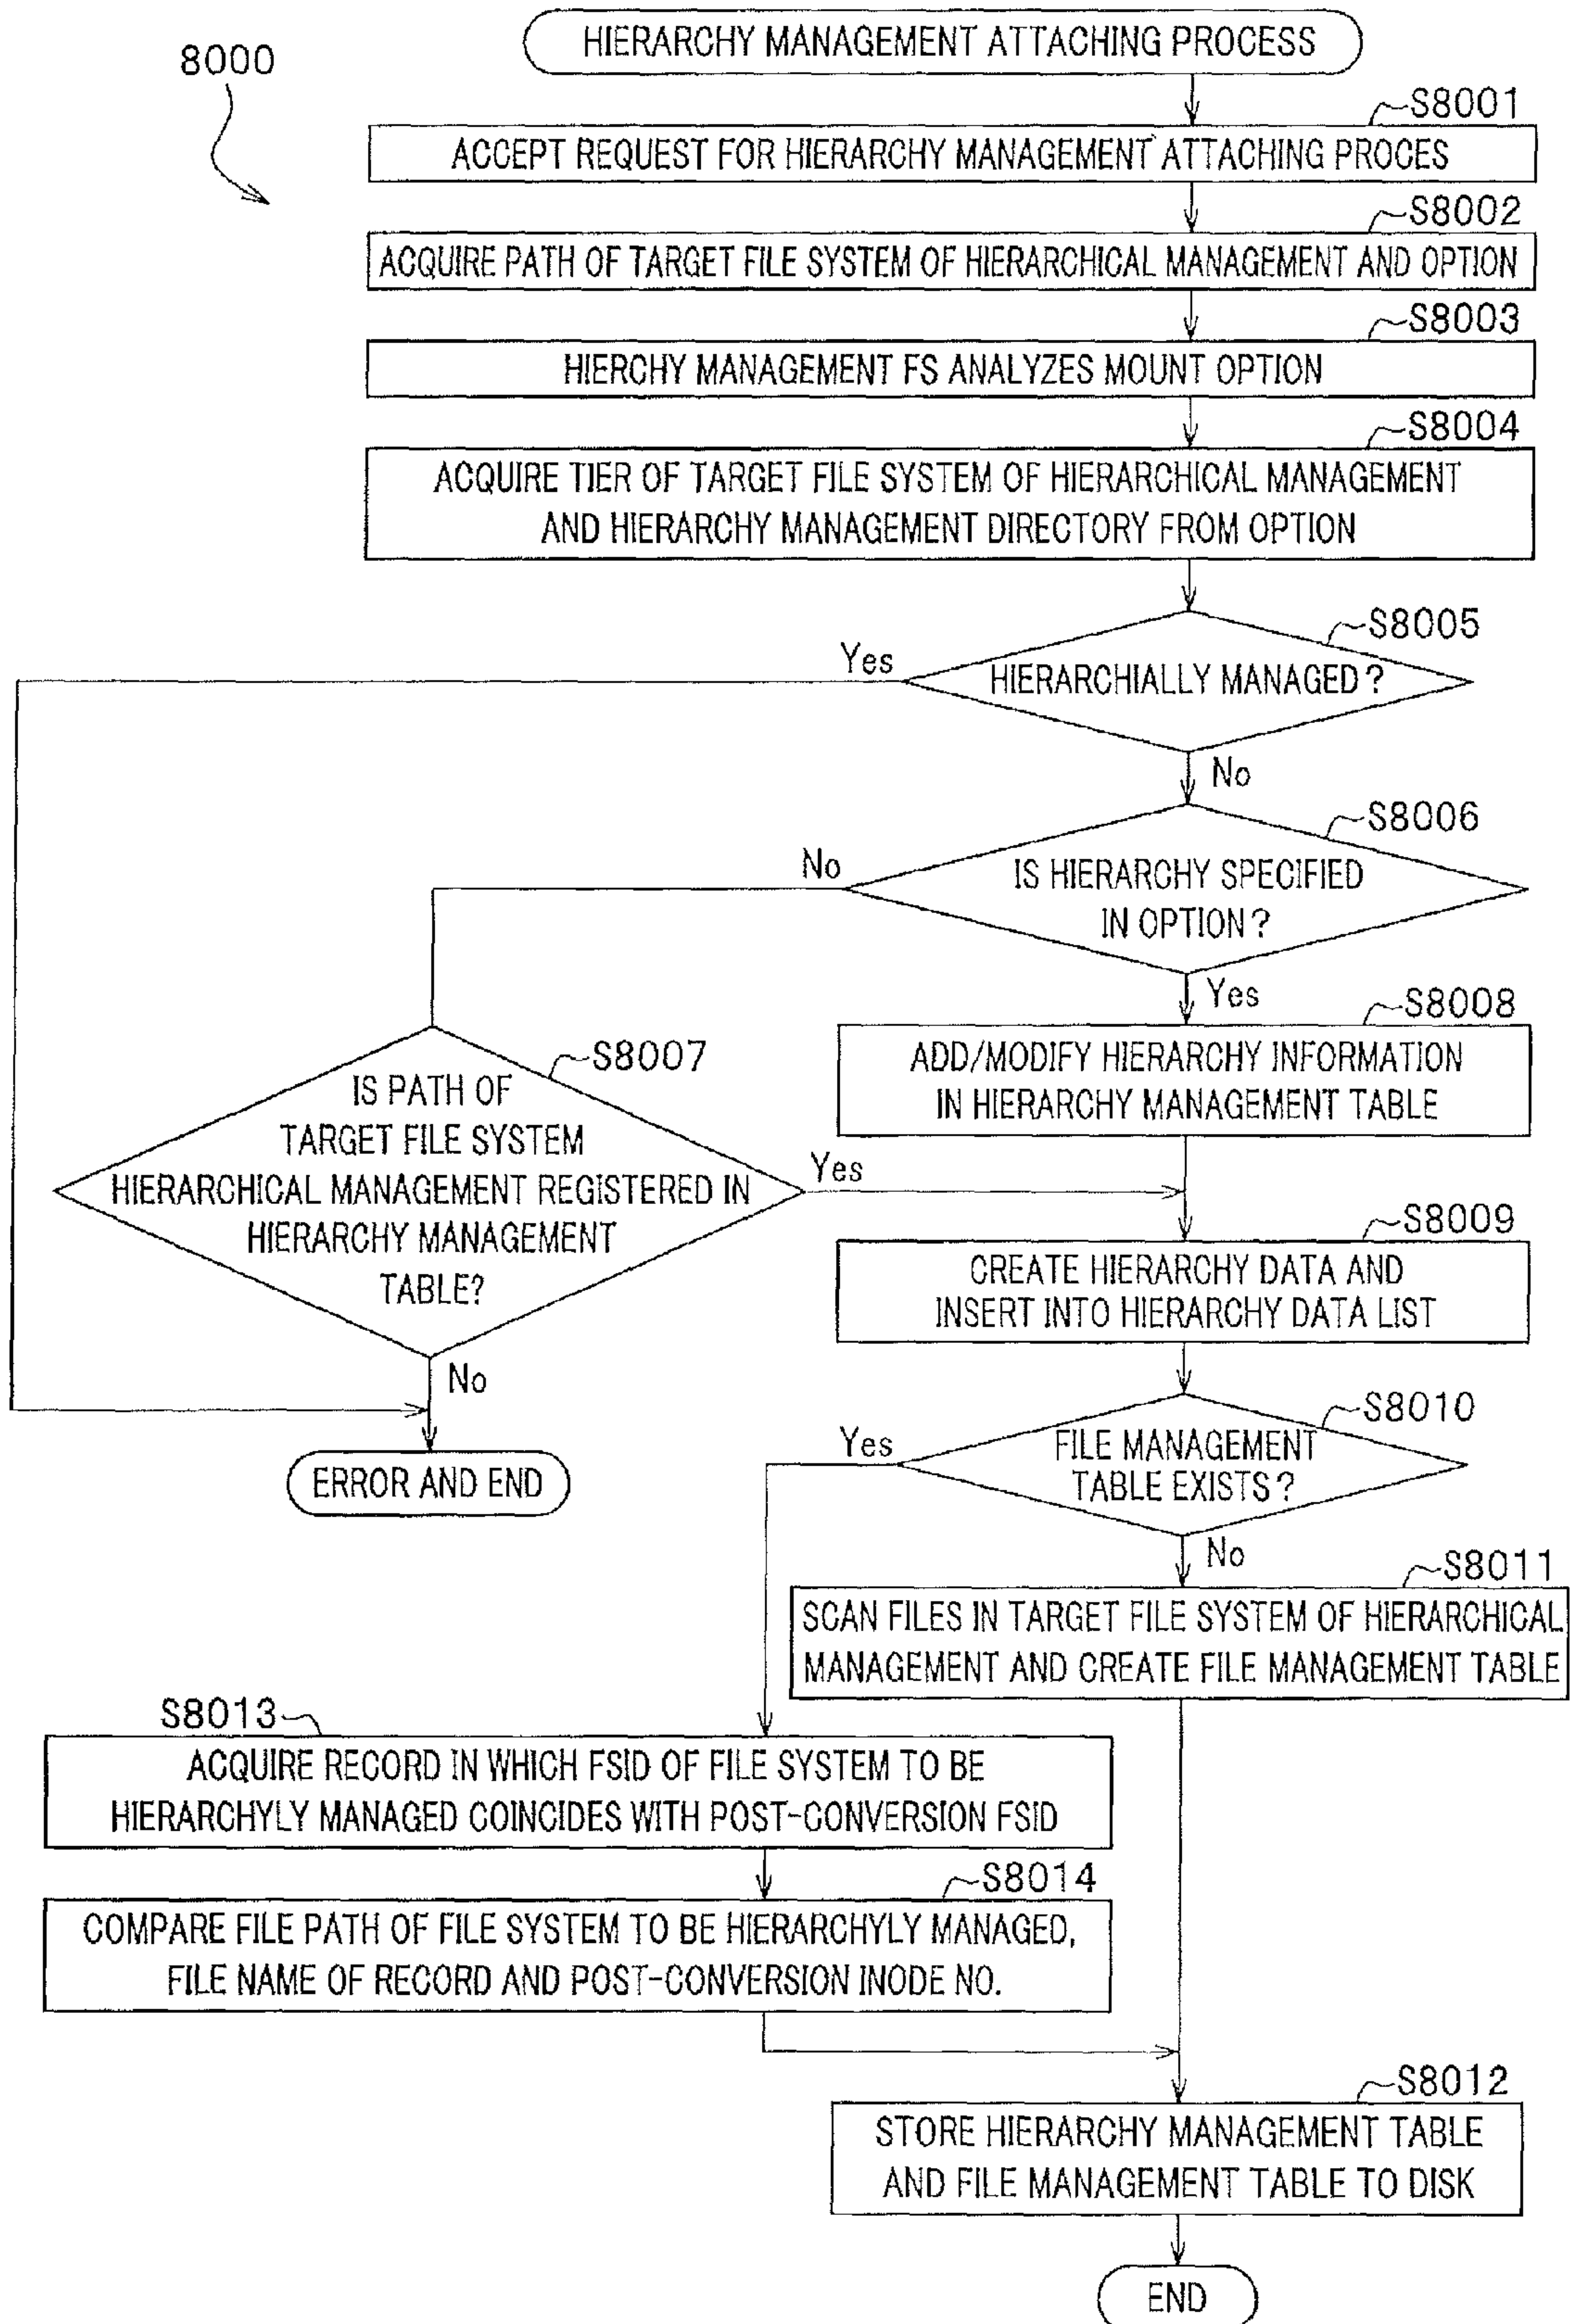 HIERARCHY MANAGEMENT ATTACHING PROCESS
8000
S8001
ACCEPT REQUEST FOR HIERARCHY MANAGEMENT ATTACHING PROCES
S8002
ACQUIRE PATH OF TARGET FILE SYSTEM OF HIERARCHICAL MANAGEMENT AND OPTION
S8003
HIERCHY MANAGEMENT FS ANALYZES MOUNT OPTION
S8004
ACQUIRE TIER OF TARGET FILE SYSTEM OF HIERARCHICAL MANAGEMENT
AND HIERARCHY MANAGEMENT DIRECTORY FROM OPTION
S8005
Yes
HIERARCHIALLY MANAGED?
No
S8006
No
IS HIERARCHY SPECIFIED
IN OPTION?
Yes
S8008
ADD/MODIFY HIERARCHY INFORMATION
IN HIERARCHY MANAGEMENT TABLE
S8007
IS PATH OF
TARGET FILE SYSTEM
HIERARCHICAL MANAGEMENT REGISTERED IN
HIERARCHY MANAGEMENT
TABLE?
Yes
No
ERROR AND END
S8009
CREATE HIERARCHY DATA AND
INSERT INTO HIERARCHY DATA LIST
S8010
Yes
FILE MANAGEMENT
TABLE EXISTS?
No
S8011
SCAN FILES IN TARGET FILE SYSTEM OF HIERARCHICAL
MANAGEMENT AND CREATE FILE MANAGEMENT TABLE
S8013
ACQUIRE RECORD IN WHICH FSID OF FILE SYSTEM TO BE
HIERARCHYLY MANAGED COINCIDES WITH POST-CONVERSION FSID
S8014
COMPARE FILE PATH OF FILE SYSTEM TO BE HIERARCHYLY MANAGED,
FILE NAME OF RECORD AND POST-CONVERSION INODE NO.
S8012
STORE HIERARCHY MANAGEMENT TABLE
AND FILE MANAGEMENT TABLE TO DISK
END